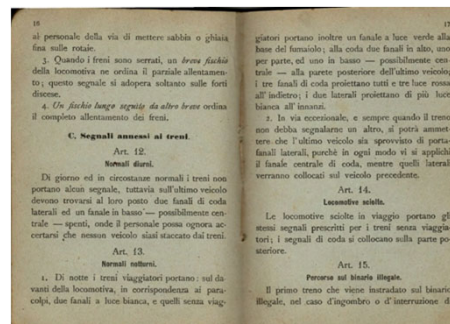 16
al personale della via di mettere sabbia o ghiaia
fina sulle rotaie.
3. Quando i freni sono serrati, un breve fischio
della locomotiva ne ordina il parziale allentamen-
to; questo segnale si adopera soltanto sulle forti
discese.
4. Un fischio lungo seguito da altro breve ordina
il completo allentamento dei freni.
C. Segnali annessi ai treni.
Art. 12.
Normali diurni.
Di giorno ed in circostanze normali i treni non
portano alcun segnale, tuttavia sull'ultimo veicolo
devono trovarsi al loro posto due fanali di coda
laterali ed un fanale in basso — possibilmente cen-
trale — spenti, onde il personale possa ognora ac-
certarsi che nessun veicolo siasi staccato dai treni.
Art. 13.
Normali notturni.
1. Di notte i treni viaggiatori portano: sul da-
vanti della locomotiva, in corrispondenza ai para-
colpi, due fanali a luce bianca, e quelli senza viag-
17
giatori portano inoltre un fanale a luce verde alla
base del fumaiolo; alla coda due fanali in alto, uno
per parte, ed uno in basso — possibilmente cen-
trale — alla parete posteriore dell'ultimo veicolo;
i tre fanali di coda proiettano tutti e tre luce rossa
all'indietro; i due laterali proiettano di più luce
bianca all'innanzi.
2. In via eccezionale, e sempre quando il treno
non debba segnalarne un altro, si potrà ammet-
tere che l'ultimo veicolo sia sprovvisto di porta-
fanali laterali, purchè in ogni modo vi si applichi
il fanale centrale di coda, mentre quelli laterali
verranno collocati sul veicolo precedente.
Art. 14.
Locomotive sciolte.
Le locomotive sciolte in viaggio portano gli
stessi segnali prescritti per i treni senza viaggia-
tori; i segnali di coda si collocano sulla parte po-
steriore.
Art. 15.
Percorso sul binario illegale.
Il primo treno che viene instradato sul binario
illegale, nel caso d'ingombro o d'interruzione d